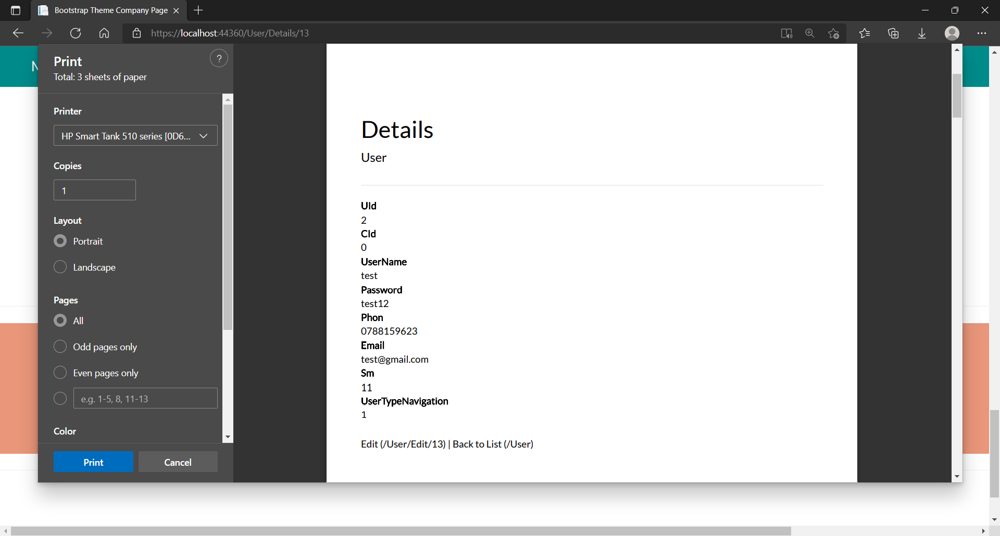 Bootstrap Theme Company Page
https://localhost:44360/User/Details/13
Print
?
Total: 3 sheets of paper
Printer
HP Smart Tank 510 series [0D6...
Copies
1
Layout
Portrait
Landscape
Pages
All
Odd pages only
Even pages only
e.g. 1-5, 8, 11-13
Color
Print
Cancel
Details
User
UId
2
CId
0
UserName
test
Password
test12
Phon
0788159623
Email
test@gmail.com
Sm
11
UserTypeNavigation
1
Edit (/User/Edit/13) | Back to List (/User)